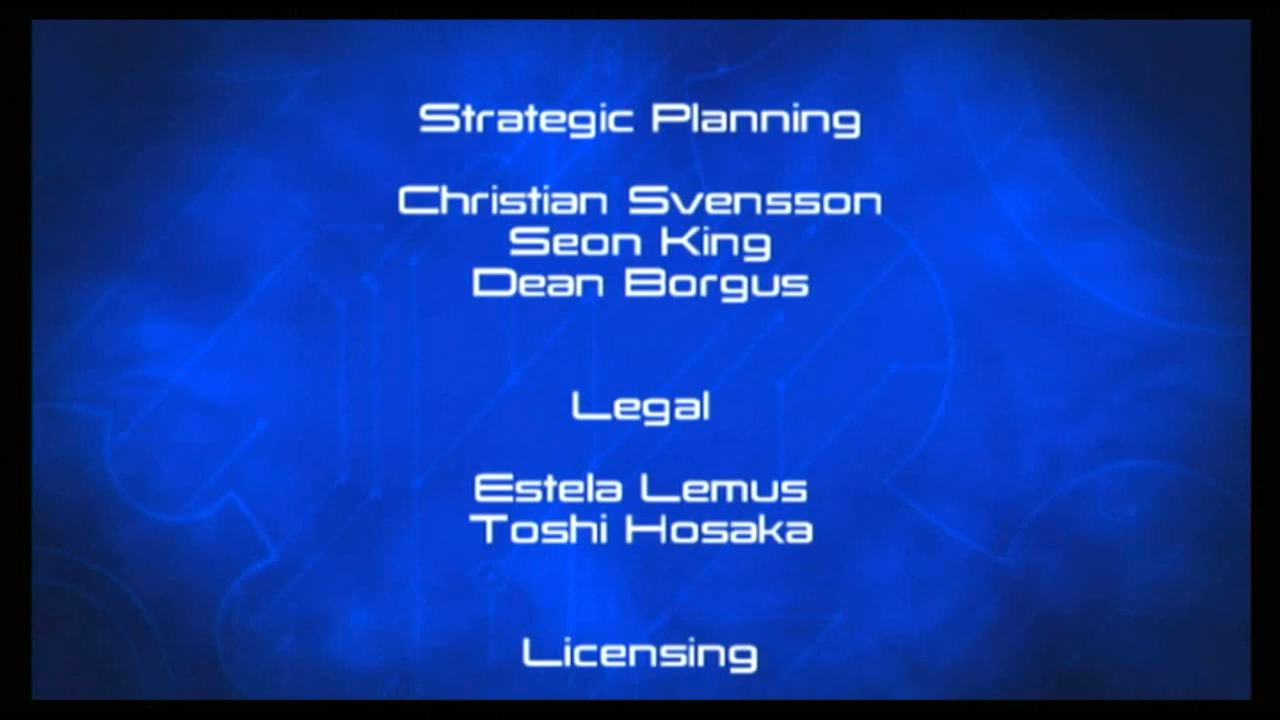 Strategic Planning
Christian Svensson
Seon King
Dean Borgus
Legal
Estela Lemus
Toshi Hosaka
Licensing